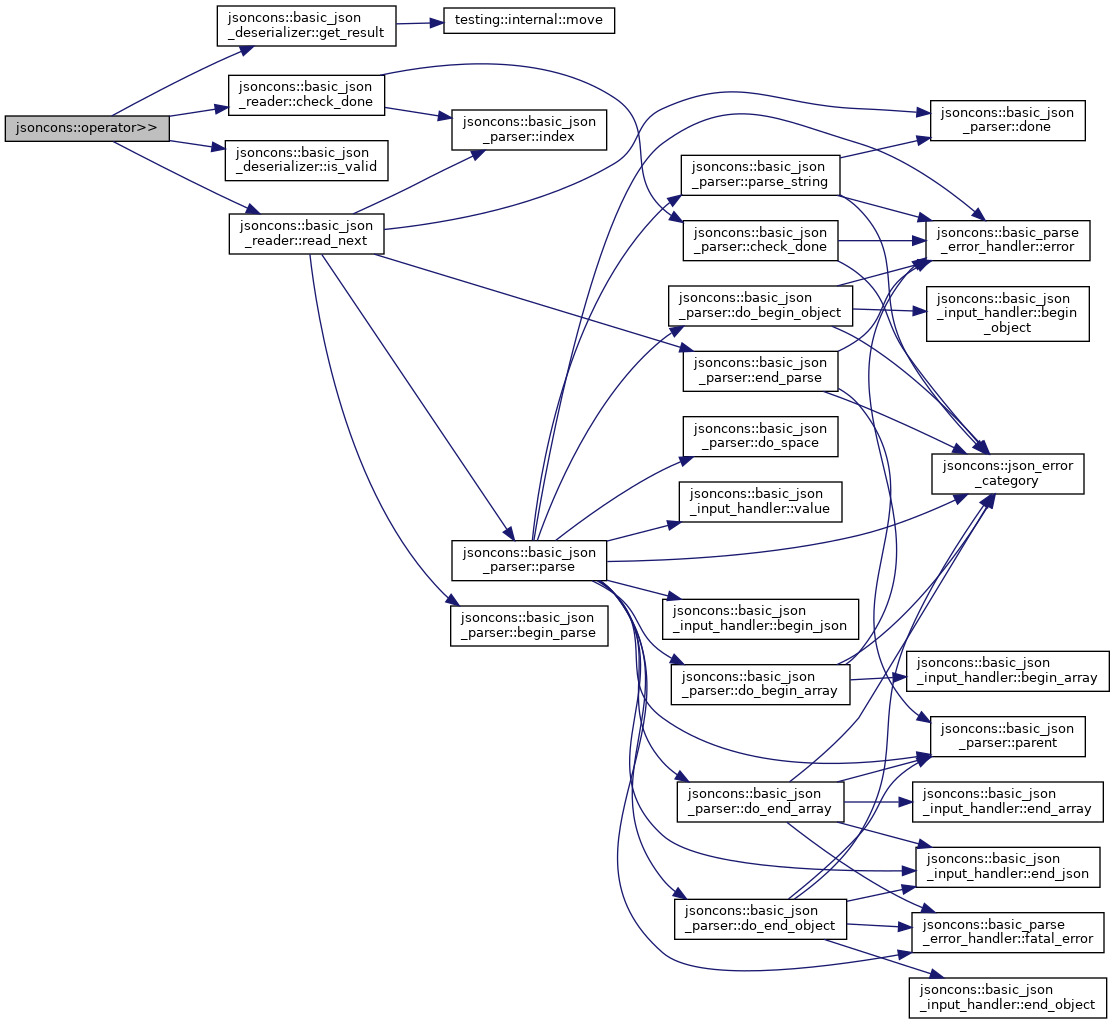 jsoncons::operator>>
jsoncons::basic_json
_deserializer::get_result
jsoncons::basic_json
_reader::check_done
jsoncons::basic_json
_deserializer::is_valid
jsoncons::basic_json
_reader::read_next
testing::internal::move
jsoncons::basic_json
_parser::index
jsoncons::basic_json
_parser::parse
jsoncons::basic_json
_parser::begin_parse
jsoncons::basic_json
_parser::parse_string
jsoncons::basic_json
_parser::check_done
jsoncons::basic_json
_parser::do_begin_object
jsoncons::basic_json
_parser::end_parse
jsoncons::basic_json
_parser::do_space
jsoncons::basic_json
_input_handler::value
jsoncons::basic_json
_input_handler::begin_json
jsoncons::basic_json
_parser::do_begin_array
jsoncons::basic_json
_parser::do_end_array
jsoncons::basic_json
_parser::do_end_object
jsoncons::basic_json
_parser::done
jsoncons::basic_parse
_error_handler::error
jsoncons::basic_json
_input_handler::begin
_object
jsoncons::json_error
_category
jsoncons::basic_json
_input_handler::begin_array
jsoncons::basic_json
_parser::parent
jsoncons::basic_json
_input_handler::end_array
jsoncons::basic_json
_input_handler::end_json
jsoncons::basic_parse
_error_handler::fatal_error
jsoncons::basic_json
_input_handler::end_object